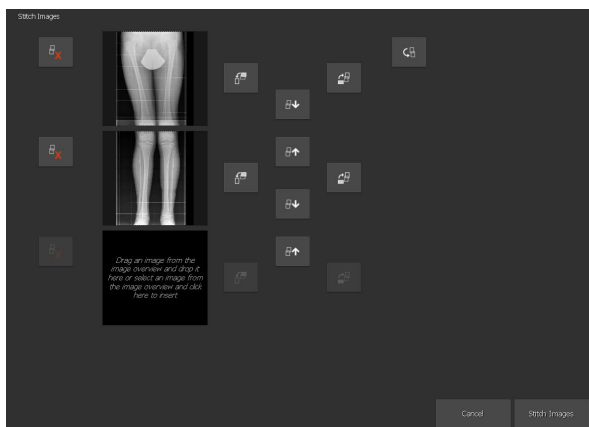 Stitch Images
Drag an image from the
image overview and drop it
here or select an image from
the image overview and click
here to insert
Cancel
Stitch Images